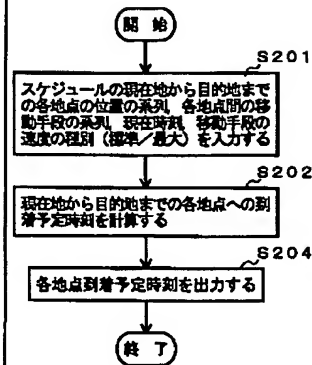 開 始
S201
スケジュールの現在地から目的地まで
の各地点の位置の系列, 各地点間の移
動手段の系列, 現在時刻, 移動手段の
速度の種別（標準／最大）を入力する
S202
現在地から目的地までの各地点への到
着予定時刻を計算する
S204
各地点到着予定時刻を出力する
終 了